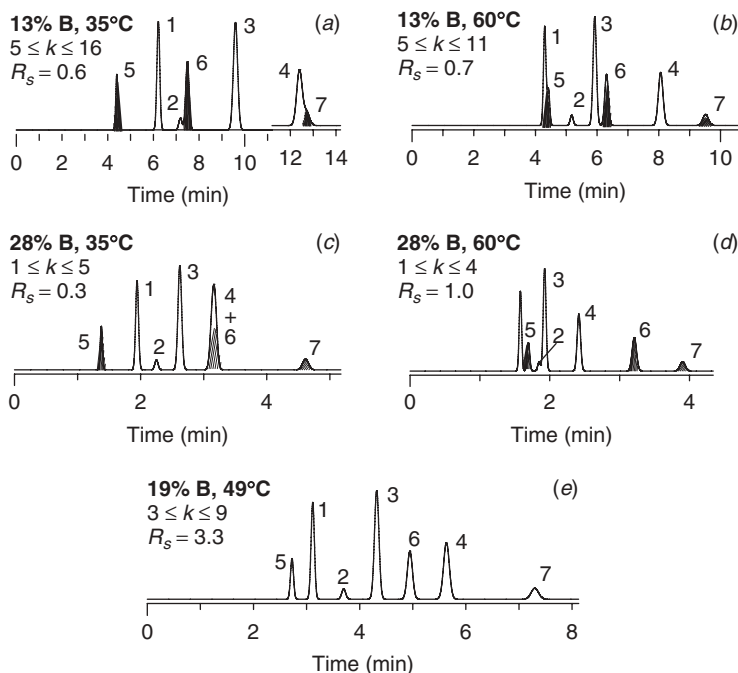 13% B, 35°C
5 ≤ k ≤ 16
Rs = 0.6
(a)
5
1
2
6
3
4
7
0 2 4 6 8 10 12 14
Time (min)
13% B, 60°C
5 ≤ k ≤ 11
Rs = 0.7
(b)
1
5
2
3
6
4
7
0 2 4 6 8 10
Time (min)
28% B, 35°C
1 ≤ k ≤ 5
Rs = 0.3
(c)
5
1
2
3
4
+
6
7
0 2 4
Time (min)
28% B, 60°C
1 ≤ k ≤ 4
Rs = 1.0
(d)
5
2
3
4
6
7
0 2 4
Time (min)
19% B, 49°C
3 ≤ k ≤ 9
Rs = 3.3
(e)
5
1
2
3
6
4
7
0 2 4 6 8
Time (min)